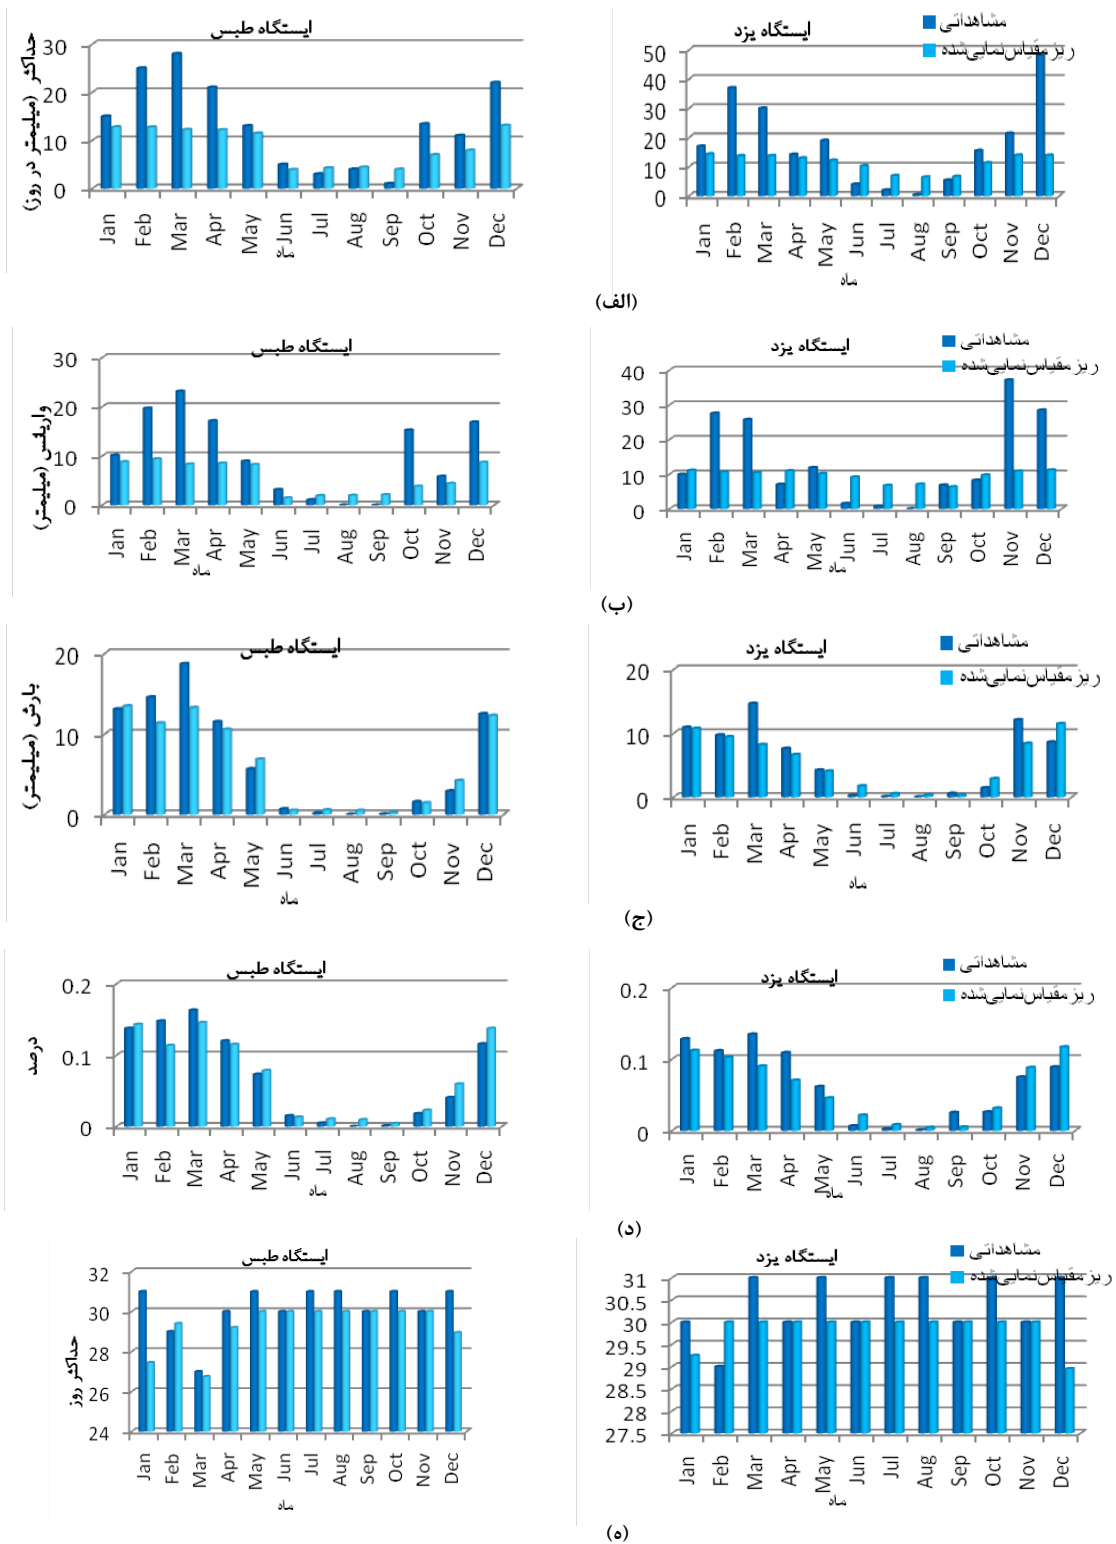 ایستگاه طبس
حداکثر (میلیمتر در روز)
30
20
10
0
Jan Feb Mar Apr May Jun Jul Aug Sep Oct Nov Dec
ماه
ایستگاه یزد
مشاهداتی
ریزمقیاس‌نمایی‌شده
50
40
30
20
10
0
Jan Feb Mar Apr May Jun Jul Aug Sep Oct Nov Dec
ماه
(الف)
ایستگاه طبس
واریانس (میلیمتر)
30
20
10
0
Jan Feb Mar Apr May Jun Jul Aug Sep Oct Nov Dec
ماه
ایستگاه یزد
مشاهداتی
ریزمقیاس‌نمایی‌شده
40
30
20
10
0
Jan Feb Mar Apr May Jun Jul Aug Sep Oct Nov Dec
ماه
(ب)
ایستگاه طبس
بارش (میلیمتر)
20
10
0
Jan Feb Mar Apr May Jun Jul Aug Sep Oct Nov Dec
ماه
ایستگاه یزد
مشاهداتی
ریزمقیاس‌نمایی‌شده
20
10
0
Jan Feb Mar Apr May Jun Jul Aug Sep Oct Nov Dec
ماه
(ج)
ایستگاه طبس
درصد
0.2
0.1
0
Jan Feb Mar Apr May Jun Jul Aug Sep Oct Nov Dec
ماه
ایستگاه یزد
مشاهداتی
ریزمقیاس‌نمایی‌شده
0.2
0.1
0
Jan Feb Mar Apr May Jun Jul Aug Sep Oct Nov Dec
ماه
(د)
ایستگاه طبس
حداکثر روز
32
30
28
26
24
Jan Feb Mar Apr May Jun Jul Aug Sep Oct Nov Dec
ماه
ایستگاه یزد
مشاهداتی
ریزمقیاس‌نمایی‌شده
31
30.5
30
29.5
29
28.5
28
27.5
Jan Feb Mar Apr May Jun Jul Aug Sep Oct Nov Dec
ماه
(ه)